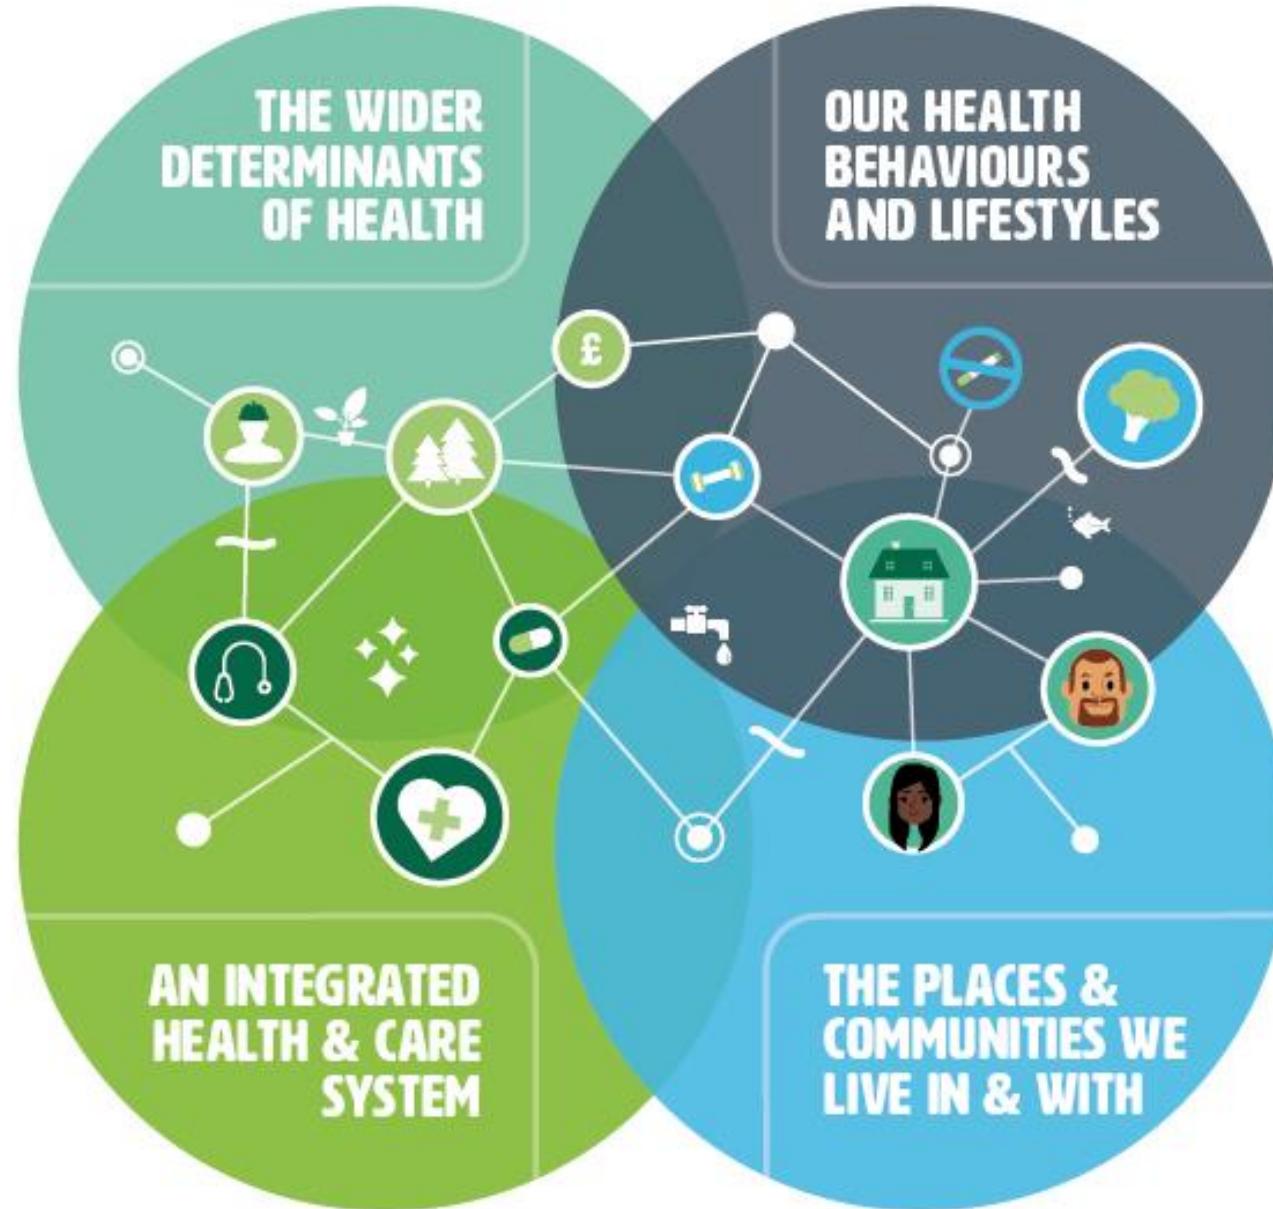 THE WIDER
DETERMINANTS
OF HEALTH
OUR HEALTH
BEHAVIOURS
AND LIFESTYLES
£
AN INTEGRATED
HEALTH & CARE
SYSTEM
THE PLACES &
COMMUNITIES WE
LIVE IN & WITH